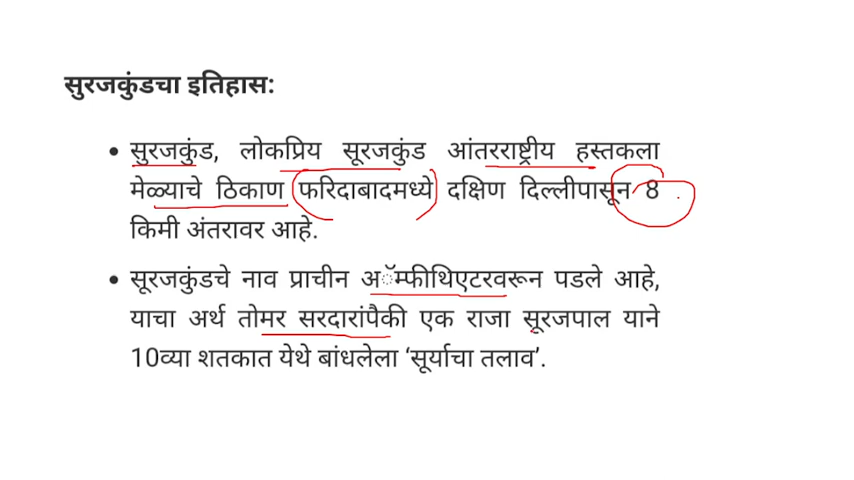 सुरजकुंडचा इतिहास:
• सुरजकुंड, लोकप्रिय सूरजकुंड आंतरराष्ट्रीय हस्तकला
मेळ्याचे ठिकाण फरिदाबादमध्ये दक्षिण दिल्लीपासून 8
किमी अंतरावर आहे.
• सूरजकुंडचे नाव प्राचीन अॅम्फीथिएटरवरून पडले आहे,
याचा अर्थ तोमर सरदारांपैकी एक राजा सूरजपाल याने
10व्या शतकात येथे बांधलेला ‘सूर्याचा तलाव’.